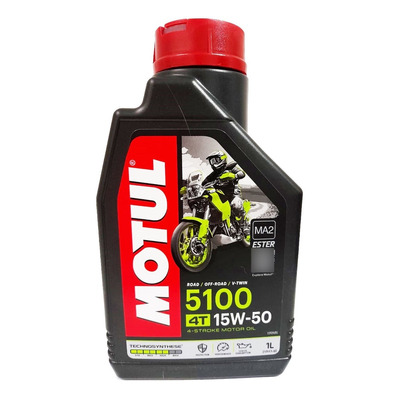 MOTUL®
MA2
ESTER
ROAD / OFF-ROAD / V-TWIN
5100
4T 15W-50
4-STROKE MOTOR OIL
TECHNOSYNTHESE®
1L